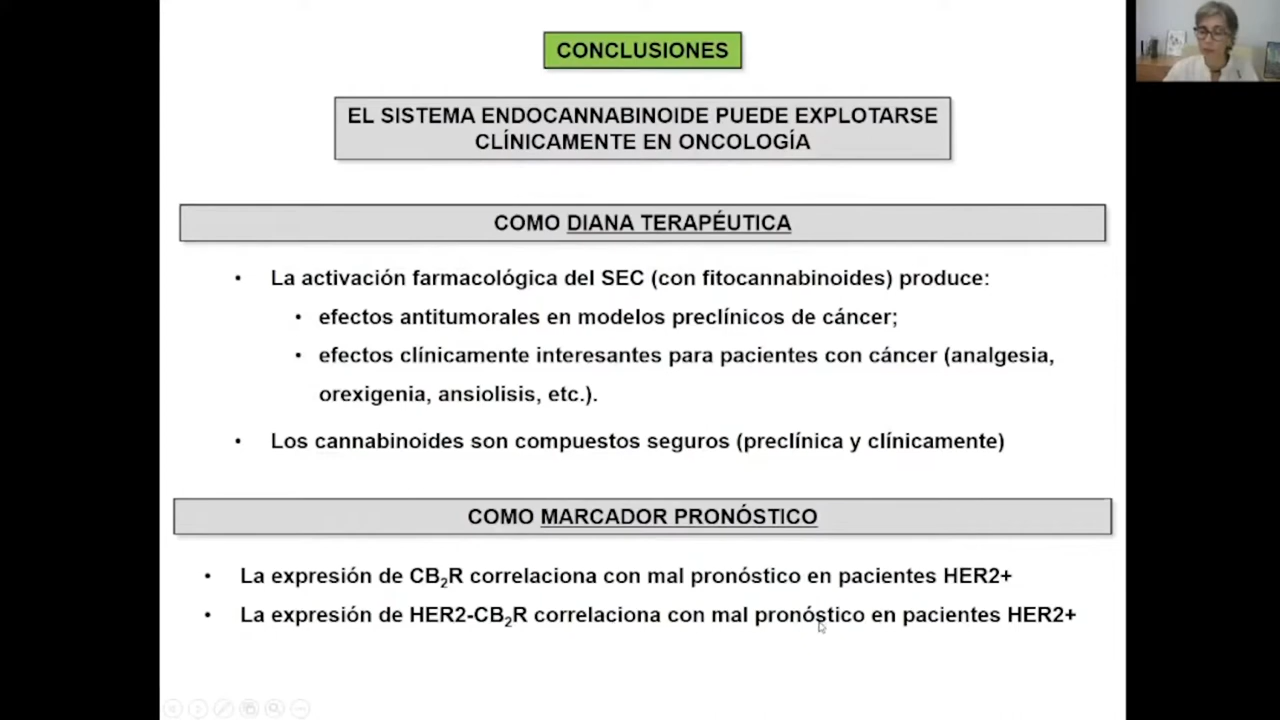 CONCLUSIONES
EL SISTEMA ENDOCANNABINOIDE PUEDE EXPLOTARSE
CLÍNICAMENTE EN ONCOLOGÍA
COMO DIANA TERAPÉUTICA
• La activación farmacológica del SEC (con fitocannabinoides) produce:
• efectos antitumorales en modelos preclínicos de cáncer;
• efectos clínicamente interesantes para pacientes con cáncer (analgesia,
orexigenia, ansiolisis, etc.).
• Los cannabinoides son compuestos seguros (preclínica y clínicamente)
COMO MARCADOR PRONÓSTICO
• La expresión de CB₂R correlaciona con mal pronóstico en pacientes HER2+
• La expresión de HER2-CB₂R correlaciona con mal pronóstico en pacientes HER2+